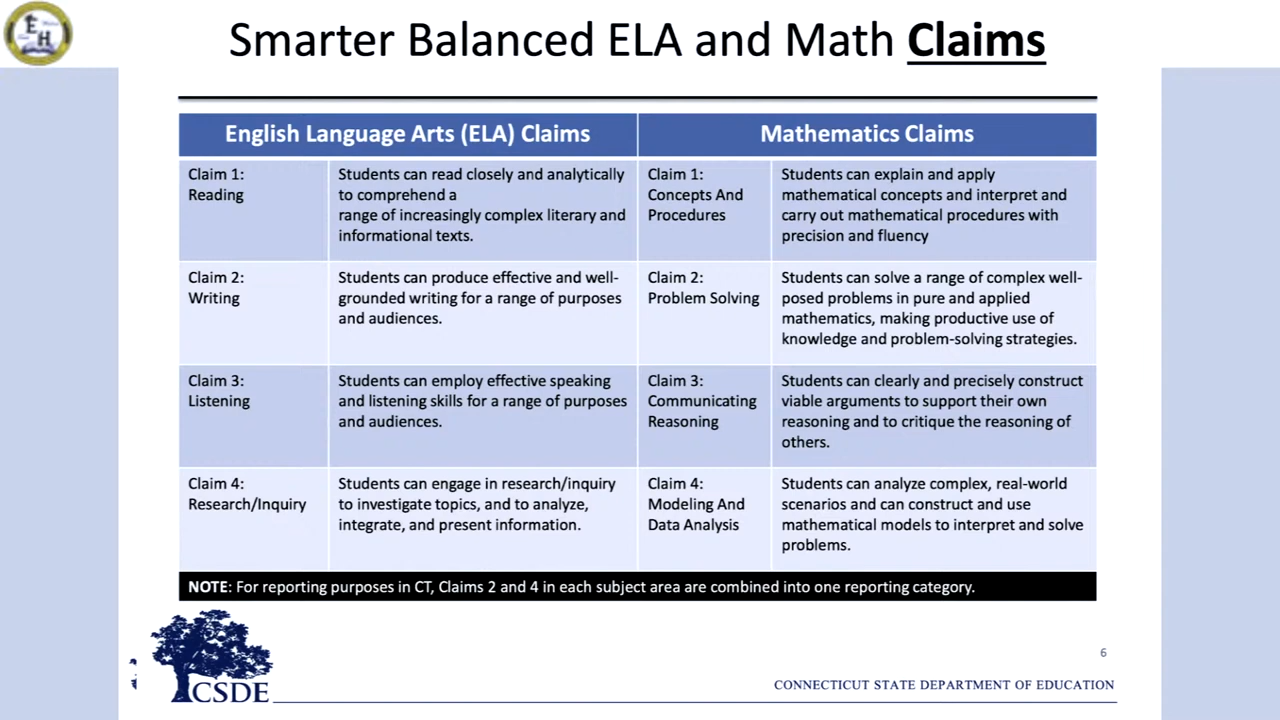 E H
Smarter Balanced ELA and Math Claims
English Language Arts (ELA) Claims
Mathematics Claims
Claim 1:
Reading
Students can read closely and analytically
to comprehend a
range of increasingly complex literary and
informational texts.
Claim 1:
Concepts And
Procedures
Students can explain and apply
mathematical concepts and interpret and
carry out mathematical procedures with
precision and fluency
Claim 2:
Writing
Students can produce effective and well-
grounded writing for a range of purposes
and audiences.
Claim 2:
Problem Solving
Students can solve a range of complex well-
posed problems in pure and applied
mathematics, making productive use of
knowledge and problem-solving strategies.
Claim 3:
Listening
Students can employ effective speaking
and listening skills for a range of purposes
and audiences.
Claim 3:
Communicating
Reasoning
Students can clearly and precisely construct
viable arguments to support their own
reasoning and to critique the reasoning of
others.
Claim 4:
Research/Inquiry
Students can engage in research/inquiry
to investigate topics, and to analyze,
integrate, and present information.
Claim 4:
Modeling And
Data Analysis
Students can analyze complex, real-world
scenarios and can construct and use
mathematical models to interpret and solve
problems.
NOTE: For reporting purposes in CT, Claims 2 and 4 in each subject area are combined into one reporting category.
6
CSDE
CONNECTICUT STATE DEPARTMENT OF EDUCATION